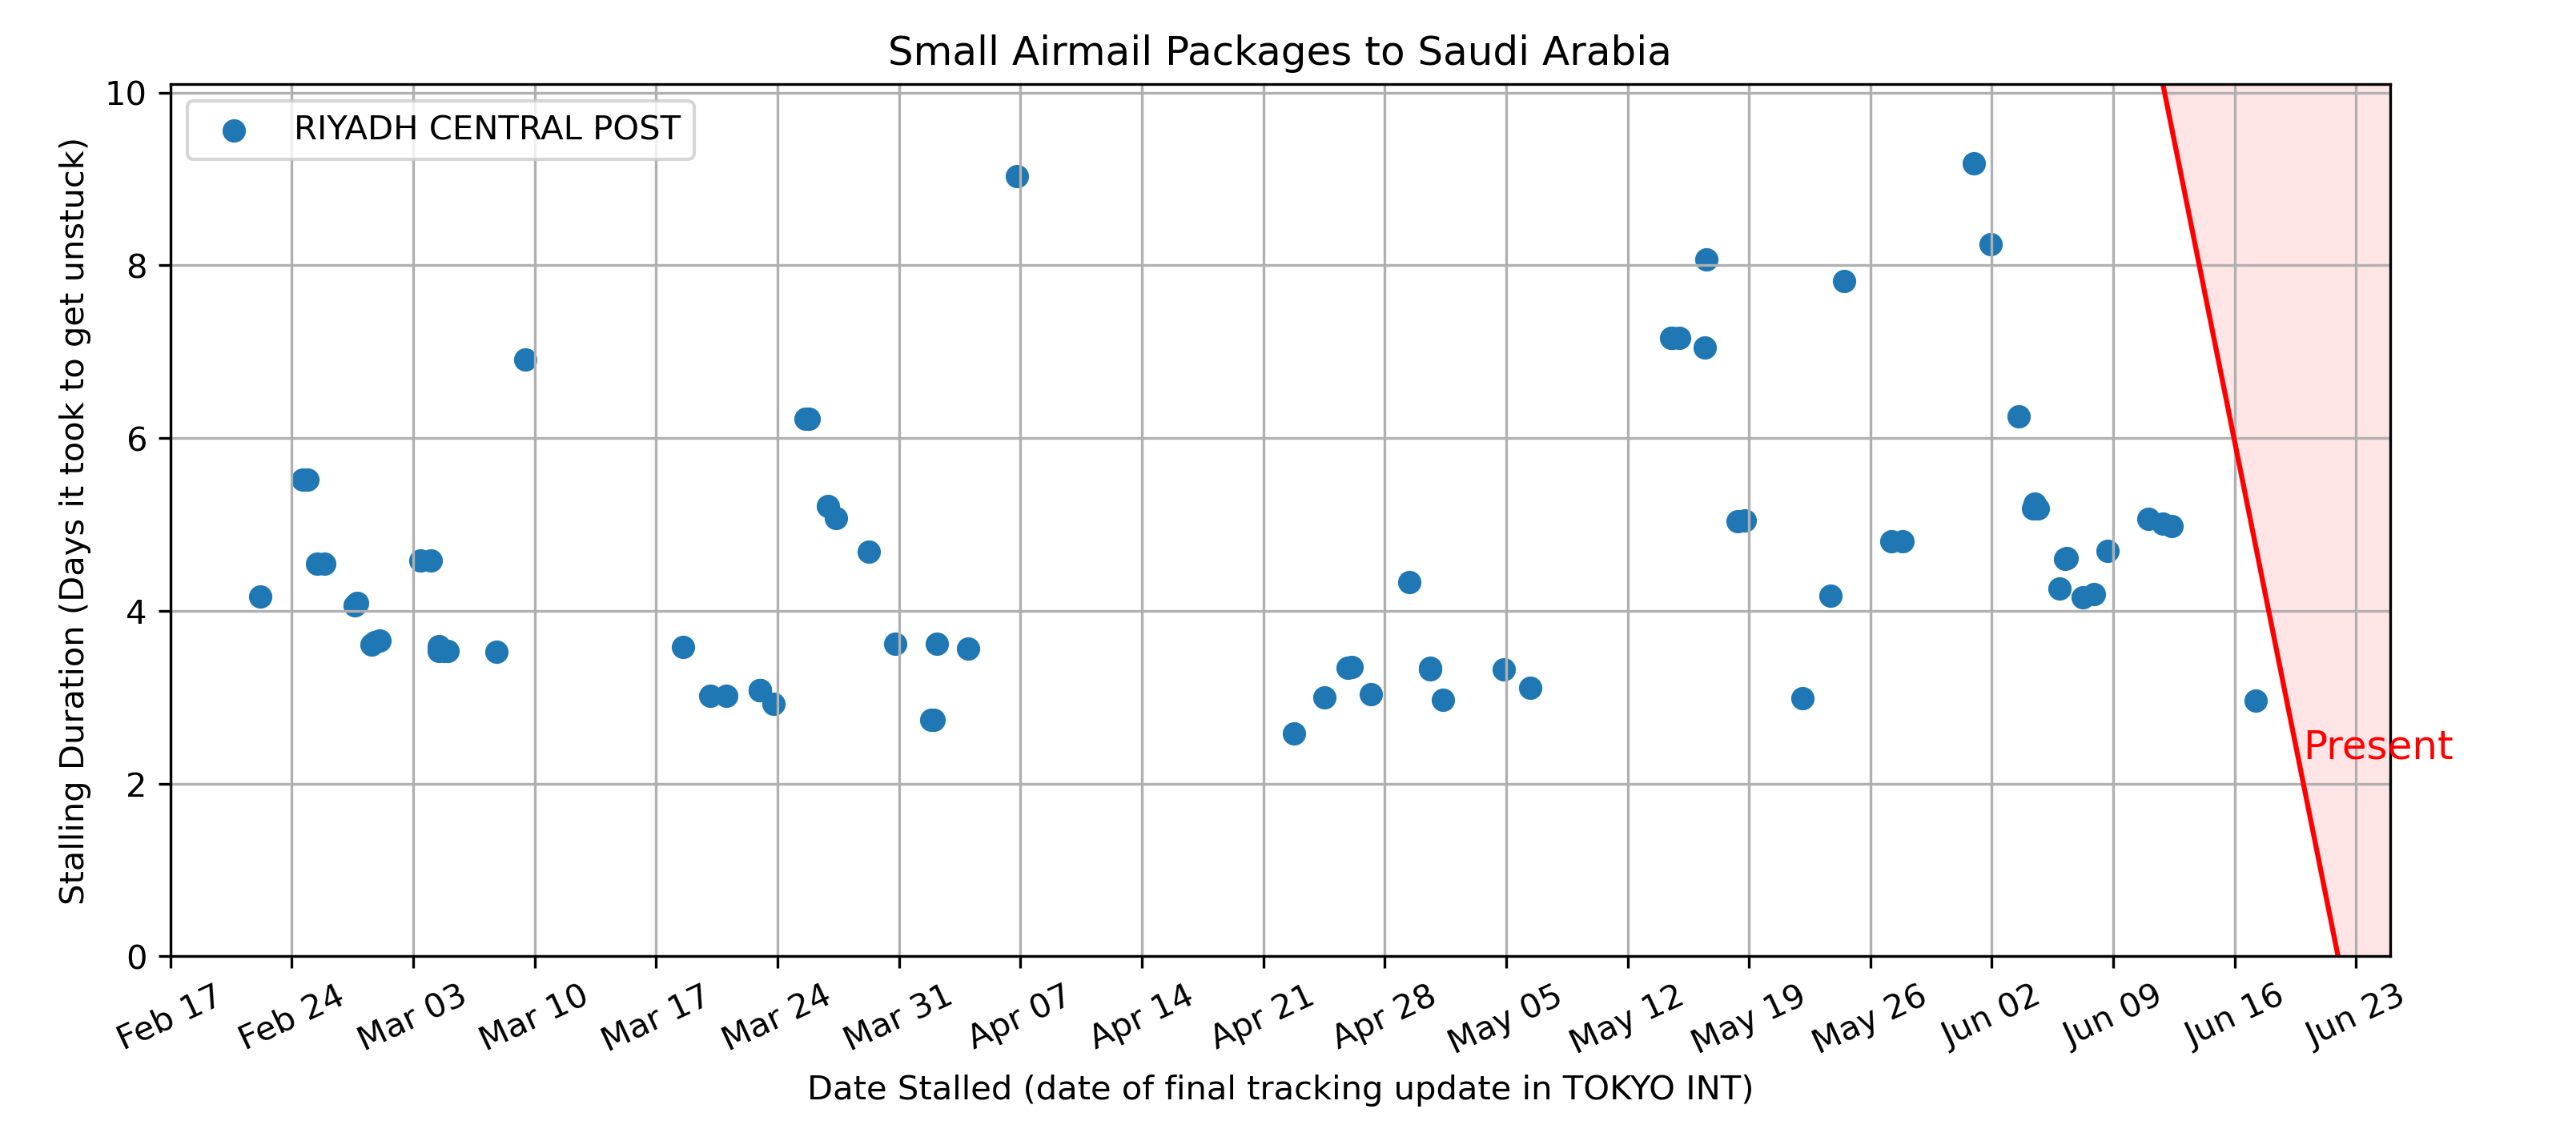 Small Airmail Packages to Saudi Arabia
RIYADH CENTRAL POST
Stalling Duration (Days it took to get unstuck)
10
8
6
4
2
0
Present
Feb 17
Feb 24
Mar 03
Mar 10
Mar 17
Mar 24
Mar 31
Apr 07
Apr 14
Apr 21
Apr 28
May 05
May 12
May 19
May 26
Jun 02
Jun 09
Jun 16
Jun 23
Date Stalled (date of final tracking update in TOKYO INT)